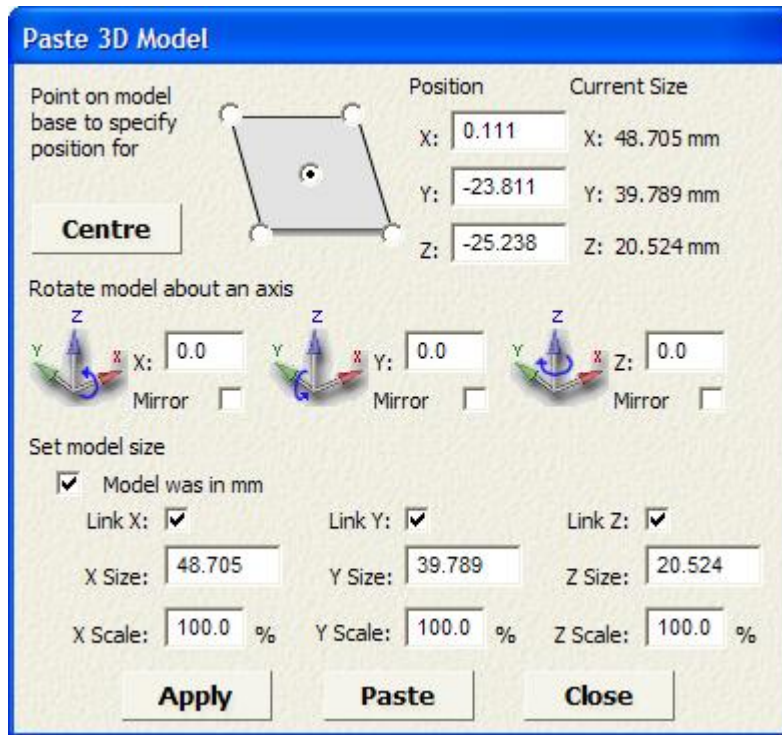 Paste 3D Model
Point on model
base to specify
position for
Centre
Position
Current Size
X: 0.111
X: 48.705 mm
Y: -23.811
Y: 39.789 mm
Z: -25.238
Z: 20.524 mm
Rotate model about an axis
Z
Y
X
X: 0.0
Mirror
Z
Y
X
Y: 0.0
Mirror
Z
Y
X
Z: 0.0
Mirror
Set model size
Model was in mm
Link X: Link Y: Link Z:
X Size: 48.705 Y Size: 39.789 Z Size: 20.524
X Scale: 100.0 % Y Scale: 100.0 % Z Scale: 100.0 %
Apply Paste Close